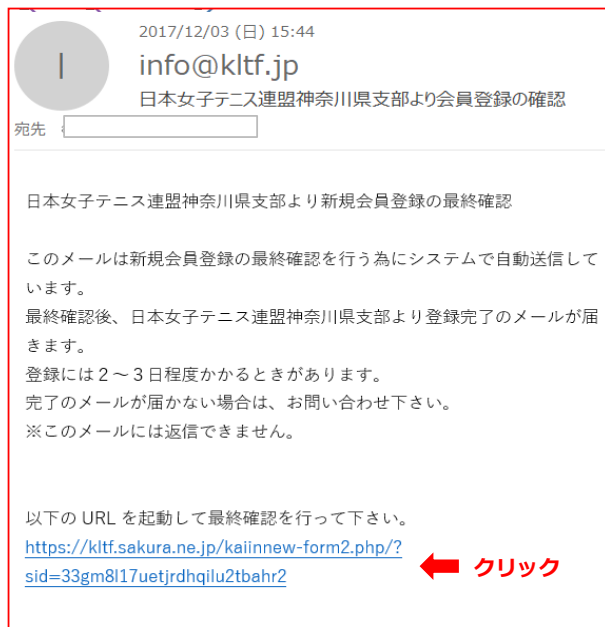 2017/12/03 (日) 15:44
I
info@kltf.jp
日本女子テニス連盟神奈川県支部より会員登録の確認
宛先
日本女子テニス連盟神奈川県支部より新規会員登録の最終確認
このメールは新規会員登録の最終確認を行う為にシステムで自動送信して
います。
最終確認後、日本女子テニス連盟神奈川県支部より登録完了のメールが届
きます。
登録には２～３日程度かかるときがあります。
完了のメールが届かない場合は、お問い合わせ下さい。
※このメールには返信できません。
以下の URL を起動して最終確認を行って下さい。
https://kltf.sakura.ne.jp/kaiinnew-form2.php/?
sid=33gm8l17uetjrdhqilu2tbahr2
クリック